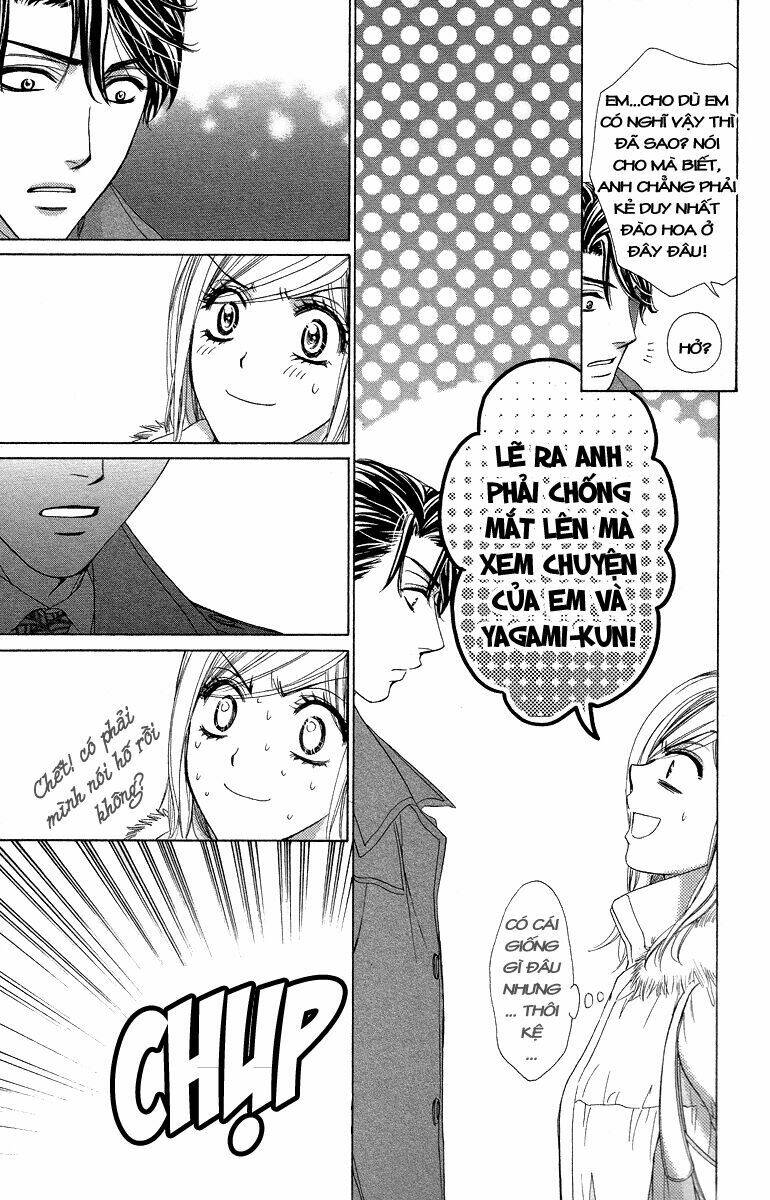 EM...CHO DÙ EM
CÓ NGHĨ VẬY THÌ
ĐÃ SAO? NÓI
CHO MÀ BIẾT,
ANH CHẲNG PHẢI
KẺ DUY NHẤT
ĐÀO HOA Ở
ĐÂY ĐÂU!
HỞ?
LẼ RA ANH
PHẢI CHỐNG
MẮT LÊN MÀ
XEM CHUYỆN
CỦA EM VÀ
YAGAMI-KUN!
CÓ CÁI
GIỐNG
GÌ ĐÂU
NHƯNG
... THÔI
KỆ
...
Chết! có phải
mình nói hố rồi
không?
CHỤP